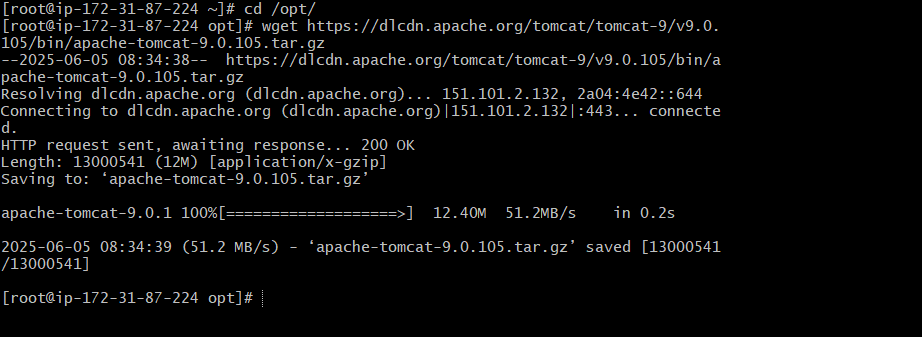 [root@ip-172-31-87-224 ~]# cd /opt/
[root@ip-172-31-87-224 opt]# wget https://dlcdn.apache.org/tomcat/tomcat-9/v9.0.
105/bin/apache-tomcat-9.0.105.tar.gz
--2025-06-05 08:34:38--  https://dlcdn.apache.org/tomcat/tomcat-9/v9.0.105/bin/a
pache-tomcat-9.0.105.tar.gz
Resolving dlcdn.apache.org (dlcdn.apache.org)... 151.101.2.132, 2a04:4e42::644
Connecting to dlcdn.apache.org (dlcdn.apache.org)|151.101.2.132|:443... connecte
d.
HTTP request sent, awaiting response... 200 OK
Length: 13000541 (12M) [application/x-gzip]
Saving to: ‘apache-tomcat-9.0.105.tar.gz’
apache-tomcat-9.0.1 100%[===================>]  12.40M  51.2MB/s    in 0.2s
2025-06-05 08:34:39 (51.2 MB/s) - ‘apache-tomcat-9.0.105.tar.gz’ saved [13000541
/13000541]
[root@ip-172-31-87-224 opt]#